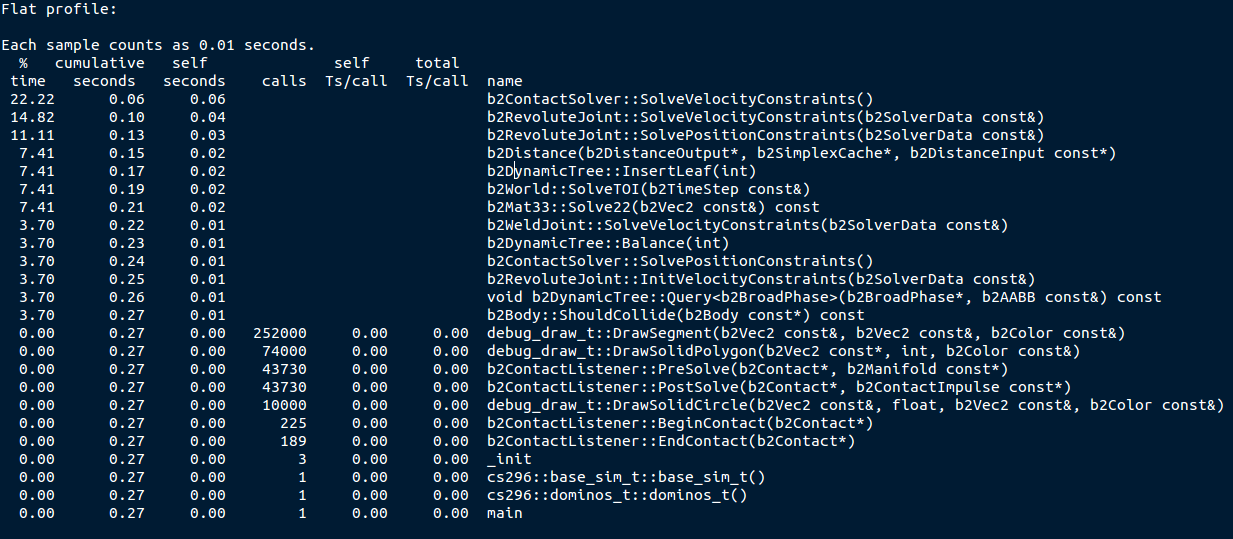 Flat profile:
Each sample counts as 0.01 seconds.
  %   cumulative   self              self     total
 time   seconds   seconds    calls  Ts/call  Ts/call  name
 22.22      0.06     0.06                             b2ContactSolver::SolveVelocityConstraints()
 14.82      0.10     0.04                             b2RevoluteJoint::SolveVelocityConstraints(b2SolverData const&)
 11.11      0.13     0.03                             b2RevoluteJoint::SolvePositionConstraints(b2SolverData const&)
  7.41      0.15     0.02                             b2Distance(b2DistanceOutput*, b2SimplexCache*, b2DistanceInput const*)
  7.41      0.17     0.02                             b2DynamicTree::InsertLeaf(int)
  7.41      0.19     0.02                             b2World::SolveTOI(b2TimeStep const&)
  7.41      0.21     0.02                             b2Mat33::Solve22(b2Vec2 const&) const
  3.70      0.22     0.01                             b2WeldJoint::SolveVelocityConstraints(b2SolverData const&)
  3.70      0.23     0.01                             b2DynamicTree::Balance(int)
  3.70      0.24     0.01                             b2ContactSolver::SolvePositionConstraints()
  3.70      0.25     0.01                             b2RevoluteJoint::InitVelocityConstraints(b2SolverData const&)
  3.70      0.26     0.01                             void b2DynamicTree::Query<b2BroadPhase>(b2BroadPhase*, b2AABB const&) const
  3.70      0.27     0.01                             b2Body::ShouldCollide(b2Body const*) const
  0.00      0.27     0.00   252000     0.00     0.00  debug_draw_t::DrawSegment(b2Vec2 const&, b2Vec2 const&, b2Color const&)
  0.00      0.27     0.00    74000     0.00     0.00  debug_draw_t::DrawSolidPolygon(b2Vec2 const*, int, b2Color const&)
  0.00      0.27     0.00    43730     0.00     0.00  b2ContactListener::PreSolve(b2Contact*, b2Manifold const*)
  0.00      0.27     0.00    43730     0.00     0.00  b2ContactListener::PostSolve(b2Contact*, b2ContactImpulse const*)
  0.00      0.27     0.00    10000     0.00     0.00  debug_draw_t::DrawSolidCircle(b2Vec2 const&, float, b2Vec2 const&, b2Color const&)
  0.00      0.27     0.00      225     0.00     0.00  b2ContactListener::BeginContact(b2Contact*)
  0.00      0.27     0.00      189     0.00     0.00  b2ContactListener::EndContact(b2Contact*)
  0.00      0.27     0.00        3     0.00     0.00  _init
  0.00      0.27     0.00        1     0.00     0.00  cs296::base_sim_t::base_sim_t()
  0.00      0.27     0.00        1     0.00     0.00  cs296::dominos_t::dominos_t()
  0.00      0.27     0.00        1     0.00     0.00  main